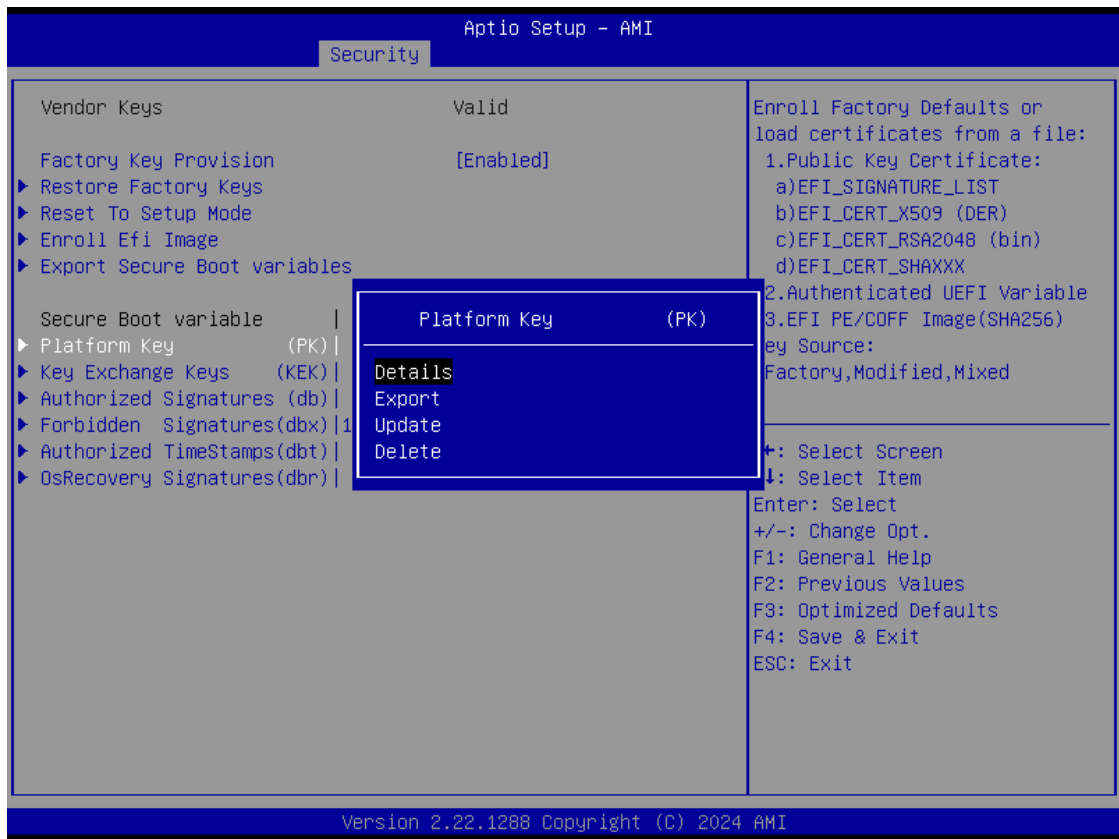 Aptio Setup – AMI
Security
Vendor Keys Valid
Factory Key Provision [Enabled]
Restore Factory Keys
Reset To Setup Mode
Enroll Efi Image
Export Secure Boot variables
Secure Boot variable |
Platform Key (PK)|
Key Exchange Keys (KEK)|
Authorized Signatures (db)|
Forbidden Signatures(dbx)|1
Authorized TimeStamps(dbt)|
OsRecovery Signatures(dbr)|
Platform Key (PK)
Details
Export
Update
Delete
Enroll Factory Defaults or
load certificates from a file:
1.Public Key Certificate:
a)EFI_SIGNATURE_LIST
b)EFI_CERT_X509 (DER)
c)EFI_CERT_RSA2048 (bin)
d)EFI_CERT_SHAXXX
2.Authenticated UEFI Variable
3.EFI PE/COFF Image(SHA256)
ey Source:
Factory,Modified,Mixed
: Select Screen
: Select Item
Enter: Select
+/-: Change Opt.
F1: General Help
F2: Previous Values
F3: Optimized Defaults
F4: Save & Exit
ESC: Exit
Version 2.22.1288 Copyright (C) 2024 AMI